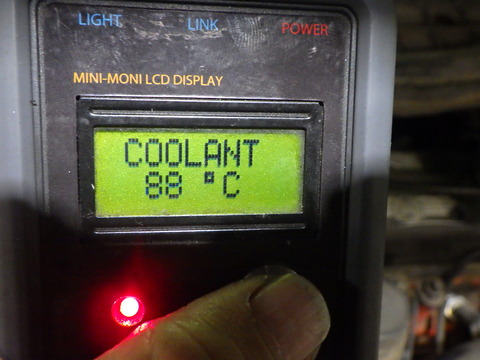 LIGHT LINK POWER
MINI-MONI LCD DISPLAY
COOLANT
88 °C